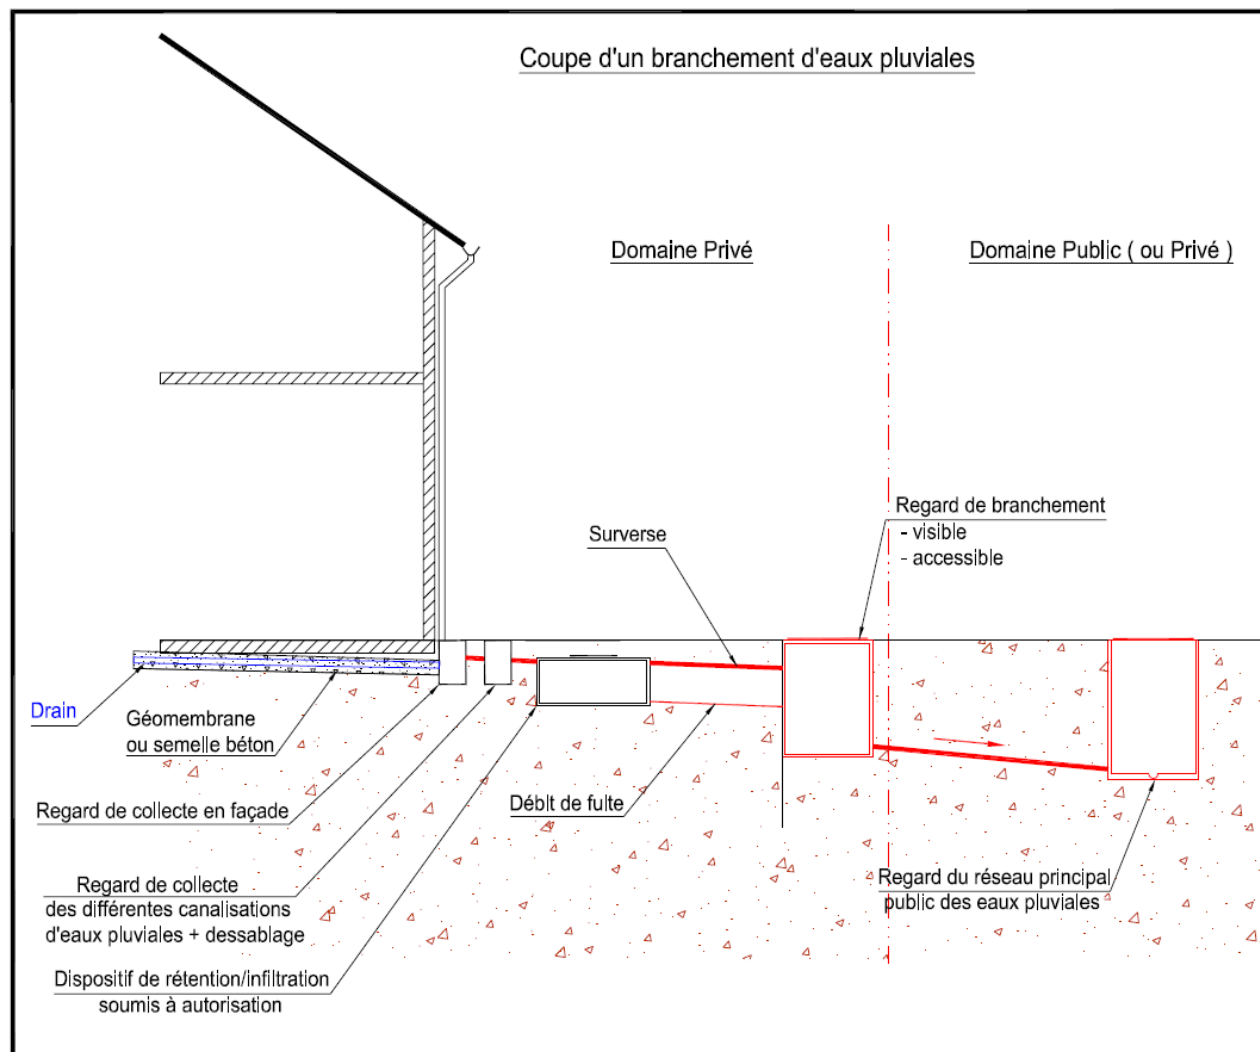 Coupe d'un branchement d'eaux pluviales
Domaine Privé
Domaine Public ( ou Privé )
Regard de branchement
- visible
- accessible
Surverse
Drain
Géomembrane
ou semelle béton
Regard de collecte en façade
Débit de fuite
Regard de collecte
des différentes canalisations
d'eaux pluviales + dessablage
Regard du réseau principal
public des eaux pluviales
Dispositif de rétention/infiltration
soumis à autorisation